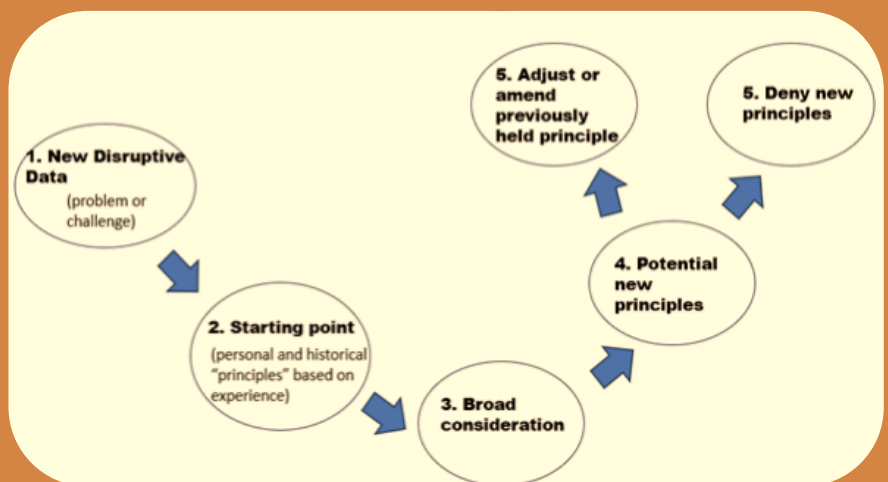 1. New Disruptive
Data
(problem or
challenge)
2. Starting point
(personal and historical
“principles” based on
experience)
3. Broad
consideration
4. Potential
new
principles
5. Adjust or
amend
previously
held principle
5. Deny new
principles